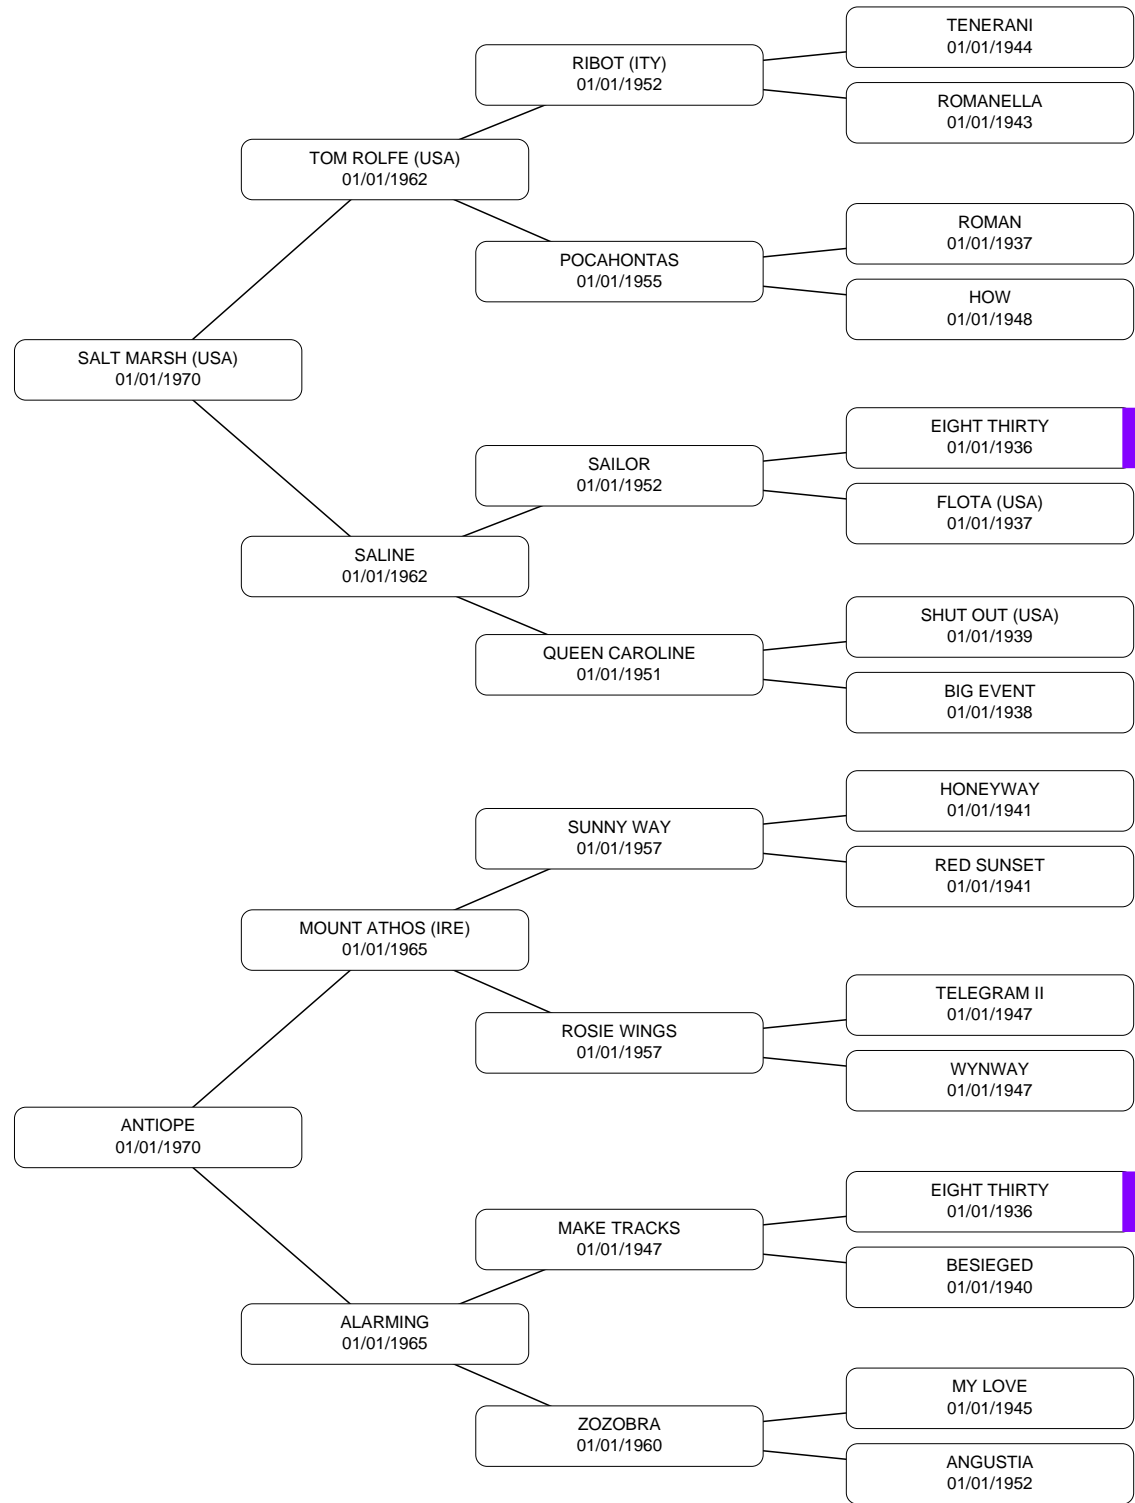 TENERANI
01/01/1944
RIBOT (ITY)
01/01/1952
ROMANELLA
01/01/1943
TOM ROLFE (USA)
01/01/1962
ROMAN
01/01/1937
POCAHONTAS
01/01/1955
HOW
01/01/1948
SALT MARSH (USA)
01/01/1970
EIGHT THIRTY
01/01/1936
SAILOR
01/01/1952
FLOTA (USA)
01/01/1937
SALINE
01/01/1962
SHUT OUT (USA)
01/01/1939
QUEEN CAROLINE
01/01/1951
BIG EVENT
01/01/1938
HONEYWAY
01/01/1941
SUNNY WAY
01/01/1957
RED SUNSET
01/01/1941
MOUNT ATHOS (IRE)
01/01/1965
TELEGRAM II
01/01/1947
ROSIE WINGS
01/01/1957
WYNWAY
01/01/1947
ANTIOPE
01/01/1970
EIGHT THIRTY
01/01/1936
MAKE TRACKS
01/01/1947
BESIEGED
01/01/1940
ALARMING
01/01/1965
MY LOVE
01/01/1945
ZOZOBRA
01/01/1960
ANGUSTIA
01/01/1952